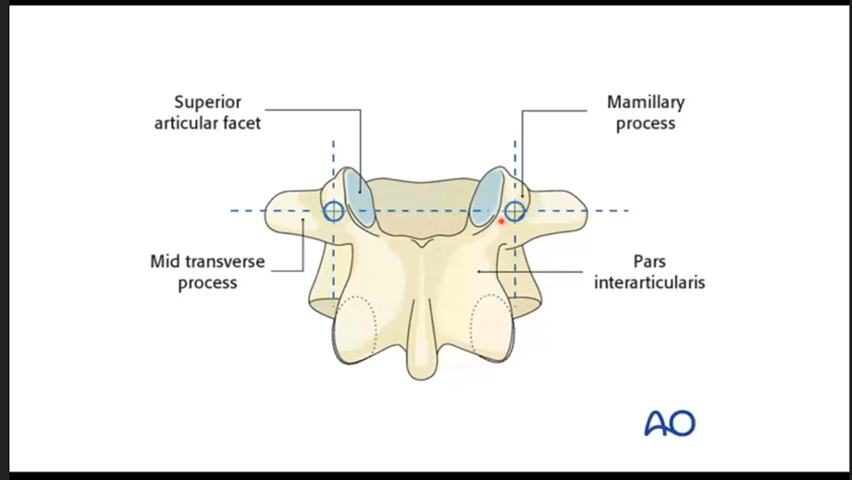 Superior
articular facet
Mamillary
process
Mid transverse
process
Pars
interarticularis
AO